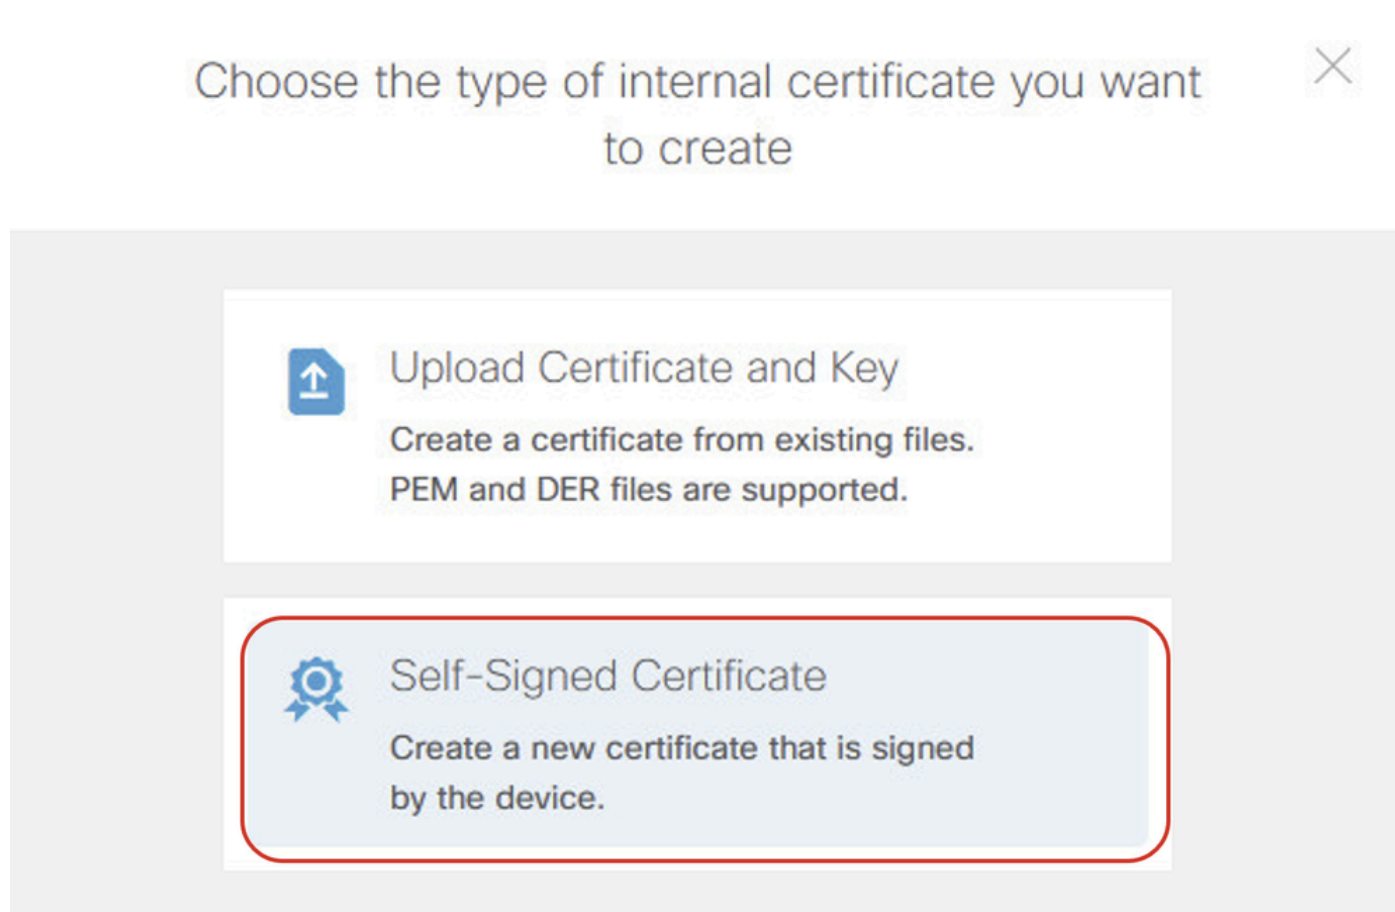 Choose the type of internal certificate you want
to create
Upload Certificate and Key
Create a certificate from existing files.
PEM and DER files are supported.
Self-Signed Certificate
Create a new certificate that is signed
by the device.